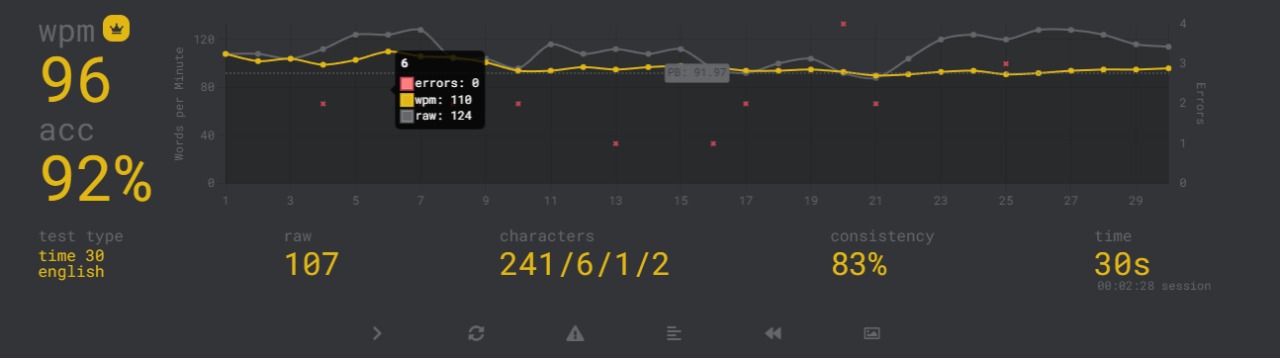 wpm
96
acc
92%
Words per Minute
120
80
40
0
1 3 5 7 9 11 13 15 17 19 21 23 25 27 29
4
3
2
1
0
Errors
6
errors: 0
wpm: 110
raw: 124
PB: 91.97
test type
time 30
english
raw
107
characters
241/6/1/2
consistency
83%
time
30s
00:02:28 session